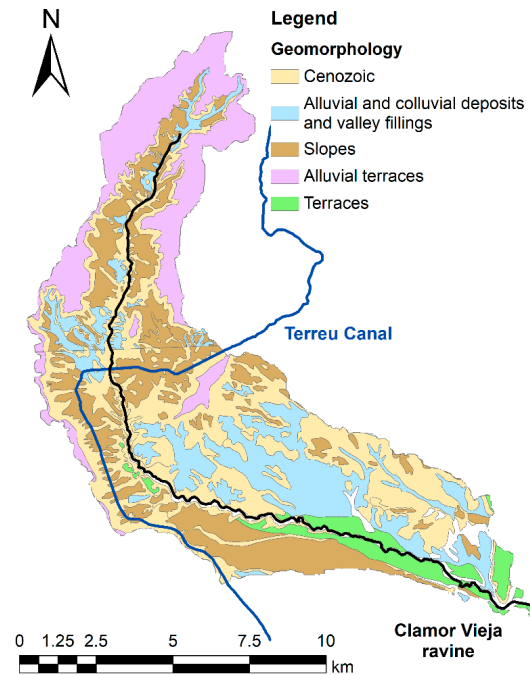 N
Legend
Geomorphology
Cenozoic
Alluvial and colluvial deposits
and valley fillings
Slopes
Alluvial terraces
Terraces
Terreu Canal
Clamor Vieja
ravine
0 1.25 2.5 5 7.5 10
km